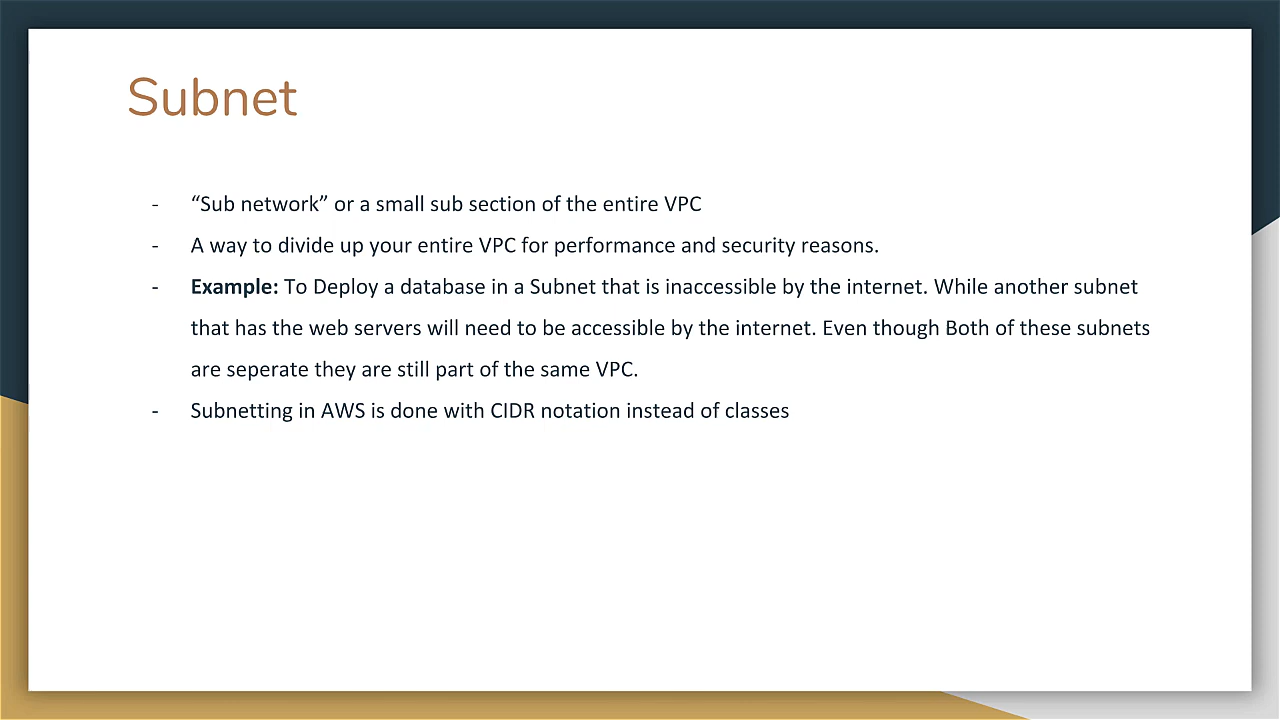 Subnet
- “Sub network” or a small sub section of the entire VPC
- A way to divide up your entire VPC for performance and security reasons.
- Example: To Deploy a database in a Subnet that is inaccessible by the internet. While another subnet
that has the web servers will need to be accessible by the internet. Even though Both of these subnets
are seperate they are still part of the same VPC.
- Subnetting in AWS is done with CIDR notation instead of classes